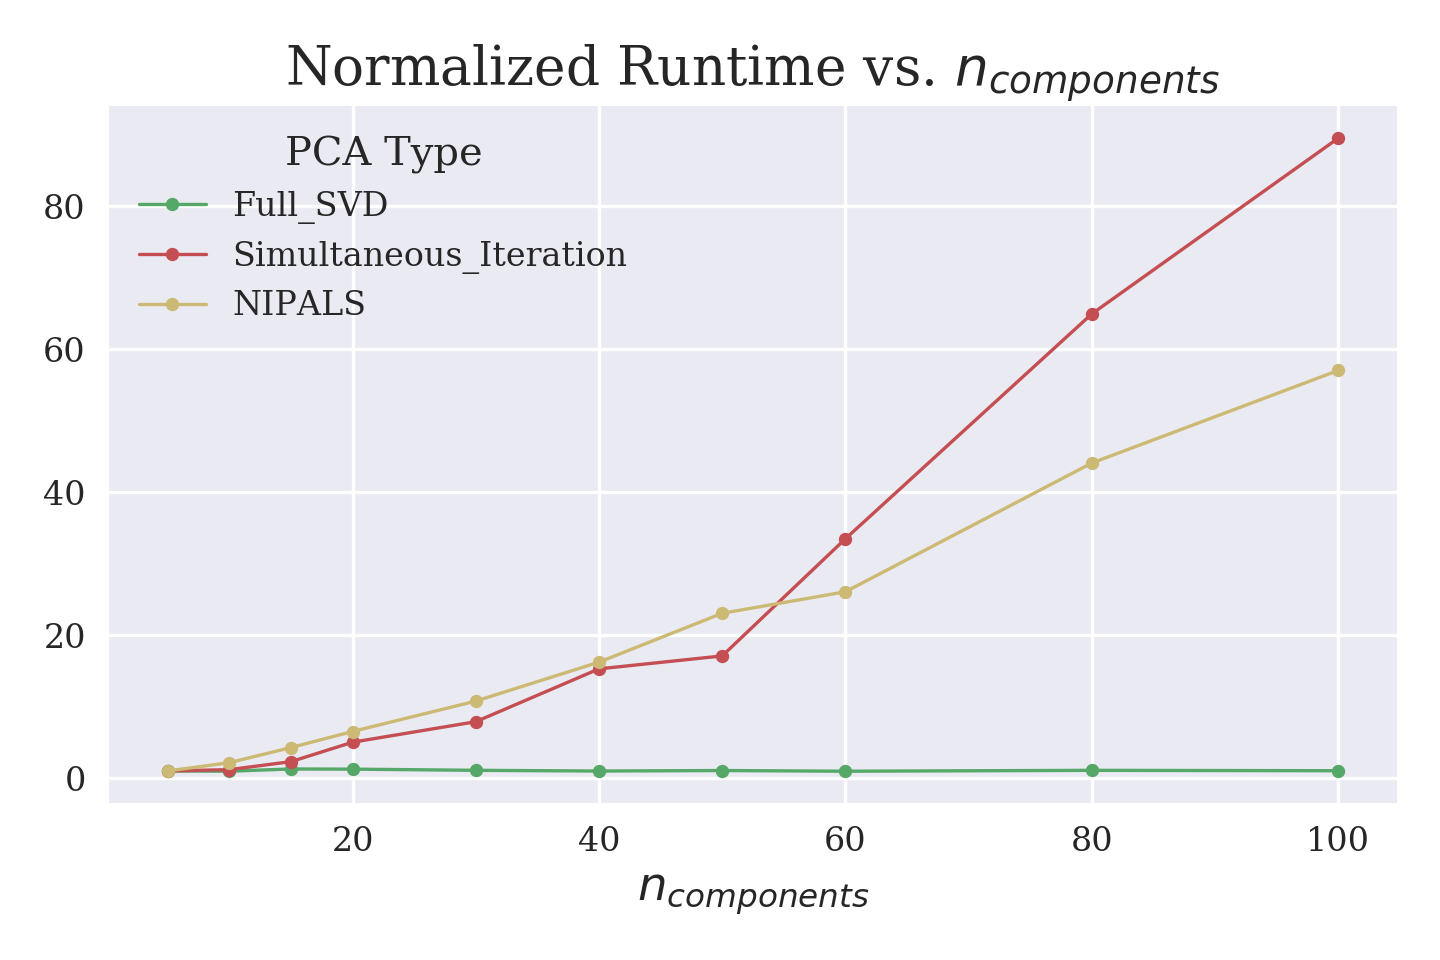 Normalized Runtime vs. n_components
PCA Type
Full_SVD
Simultaneous_Iteration
NIPALS
80
60
40
20
0
20 40 60 80 100
n_components